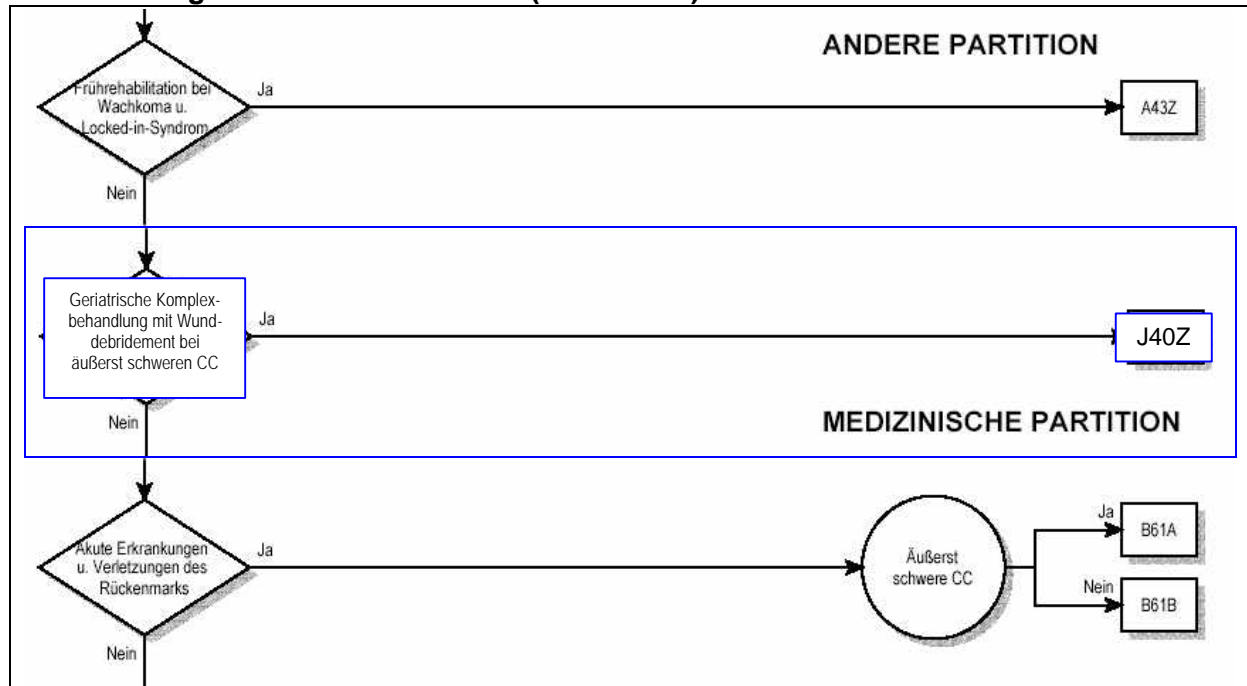 ANDERE PARTITION
Frührehabilitation bei
Wachkoma u.
Locked-in-Syndrom
Ja
A43Z
Nein
Geriatrische Komplex-
behandlung mit Wund-
debridement bei
äußerst schweren CC
Ja
J40Z
Nein
MEDIZINISCHE PARTITION
Akute Erkrankungen
u. Verletzungen des
Rückenmarks
Ja
Äußerst
schwere CC
Ja
B61A
Nein
B61B
Nein